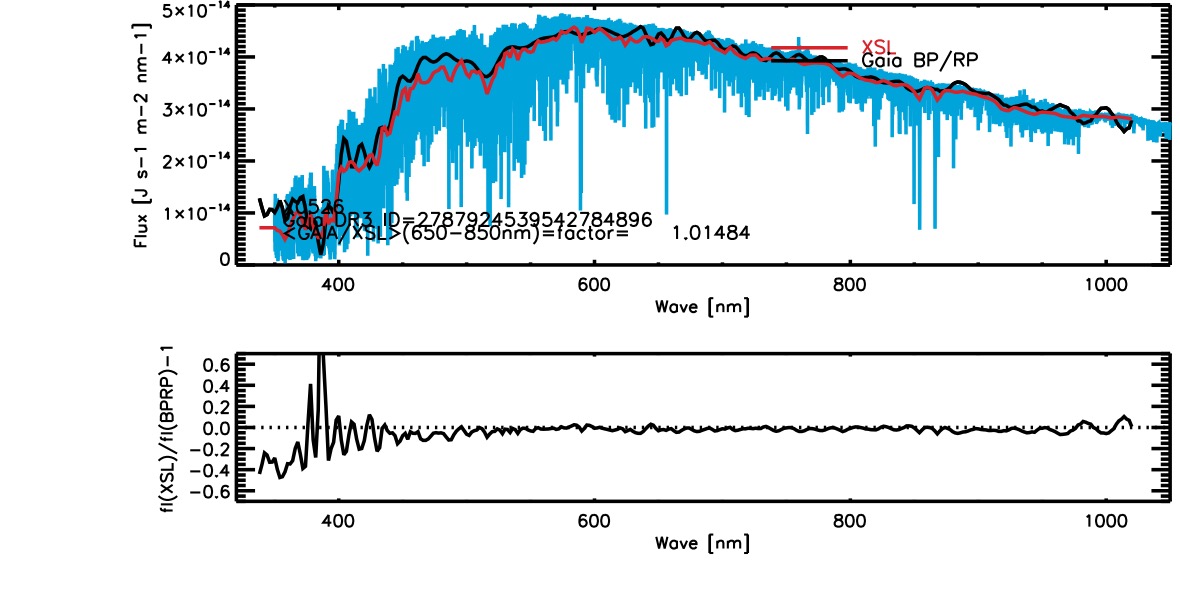 5×10−14
4×10−14
3×10−14
2×10−14
1×10−14
0
Flux [J s−1 m−2 nm−1]
XSL
Gaia BP/RP
X0526
Gaia DR3 ID=2787924539542784896
<GAIA/XSL>(650−850nm)=factor= 1.01484
400 600 800 1000
Wave [nm]
0.6
0.4
0.2
0.0
−0.2
−0.4
−0.6
fl(XSL)/fl(BPRP)−1
400 600 800 1000
Wave [nm]